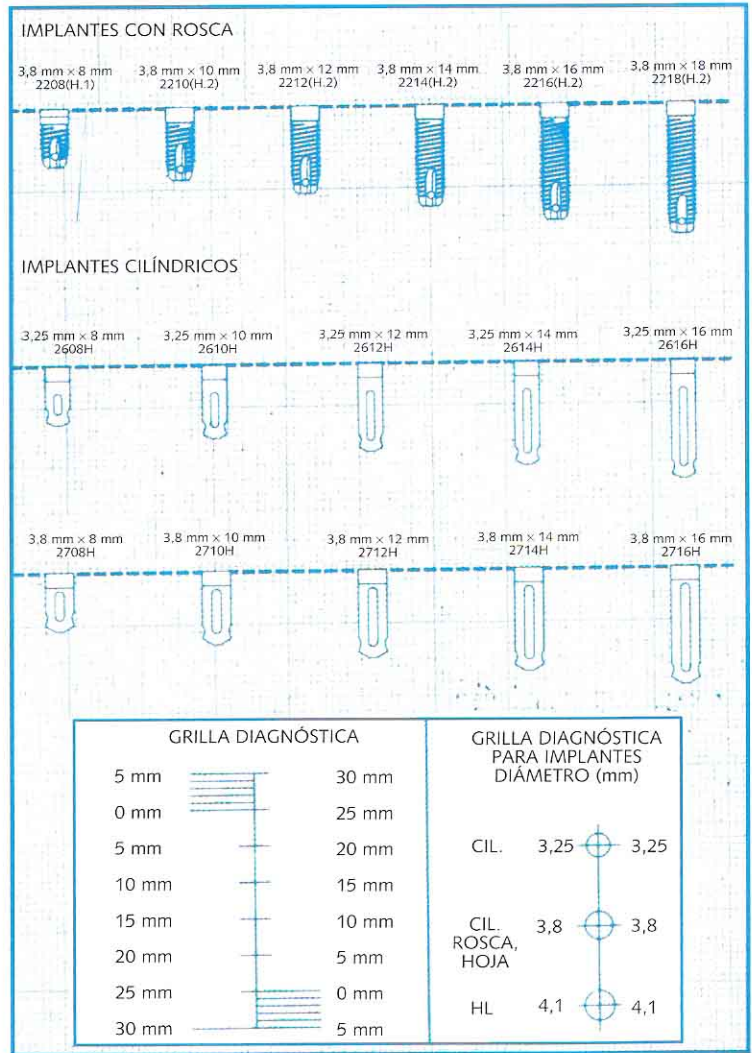 IMPLANTES CON ROSCA
3,8 mm × 8 mm 3,8 mm × 10 mm 3,8 mm × 12 mm 3,8 mm × 14 mm 3,8 mm × 16 mm 3,8 mm × 18 mm
2208(H.1) 2210(H.2) 2212(H.2) 2214(H.2) 2216(H.2) 2218(H.2)
IMPLANTES CILÍNDRICOS
3,25 mm × 8 mm 3,25 mm × 10 mm 3,25 mm × 12 mm 3,25 mm × 14 mm 3,25 mm × 16 mm
2608H 2610H 2612H 2614H 2616H
3,8 mm × 8 mm 3,8 mm × 10 mm 3,8 mm × 12 mm 3,8 mm × 14 mm 3,8 mm × 16 mm
2708H 2710H 2712H 2714H 2716H
GRILLA DIAGNÓSTICA
5 mm 30 mm
0 mm 25 mm
5 mm 20 mm
10 mm 15 mm
15 mm 10 mm
20 mm 5 mm
25 mm 0 mm
30 mm 5 mm
GRILLA DIAGNÓSTICA
PARA IMPLANTES
DIÁMETRO (mm)
CIL. 3,25 3,25
CIL.
ROSCA, 3,8 3,8
HOJA
HL 4,1 4,1